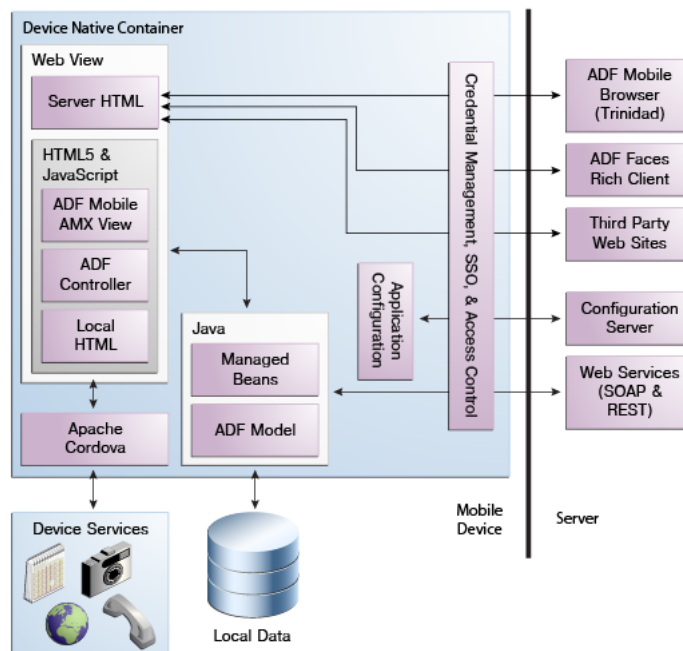 Device Native Container
Web View
Server HTML
HTML5 &
JavaScript
ADF Mobile
AMX View
ADF
Controller
Local
HTML
Apache
Cordova
Java
Managed
Beans
ADF Model
Application
Configuration
Credential Management, SSO, & Access Control
ADF Mobile
Browser
(Trinidad)
ADF Faces
Rich Client
Third Party
Web Sites
Configuration
Server
Web Services
(SOAP &
REST)
Mobile
Device
Server
Device Services
Local Data